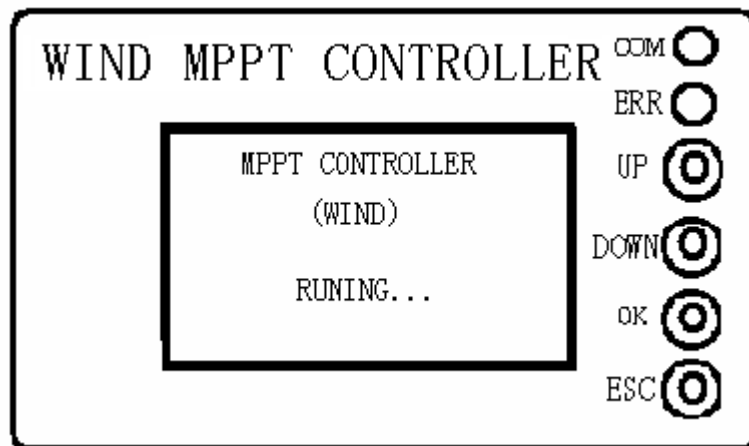 WIND MPPT CONTROLLER
COM
ERR
MPPT CONTROLLER
UP
(WIND)
DOWN
RUNING...
OK
ESC